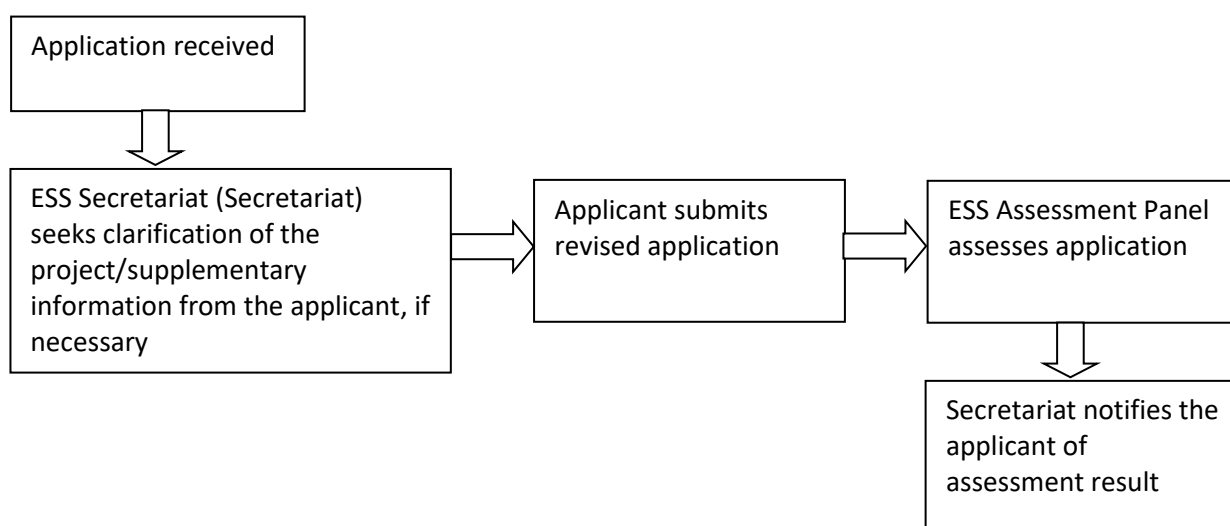 Application received
ESS Secretariat (Secretariat)
seeks clarification of the
project/supplementary
information from the applicant, if
necessary
Applicant submits
revised application
ESS Assessment Panel
assesses application
Secretariat notifies the
applicant of
assessment result